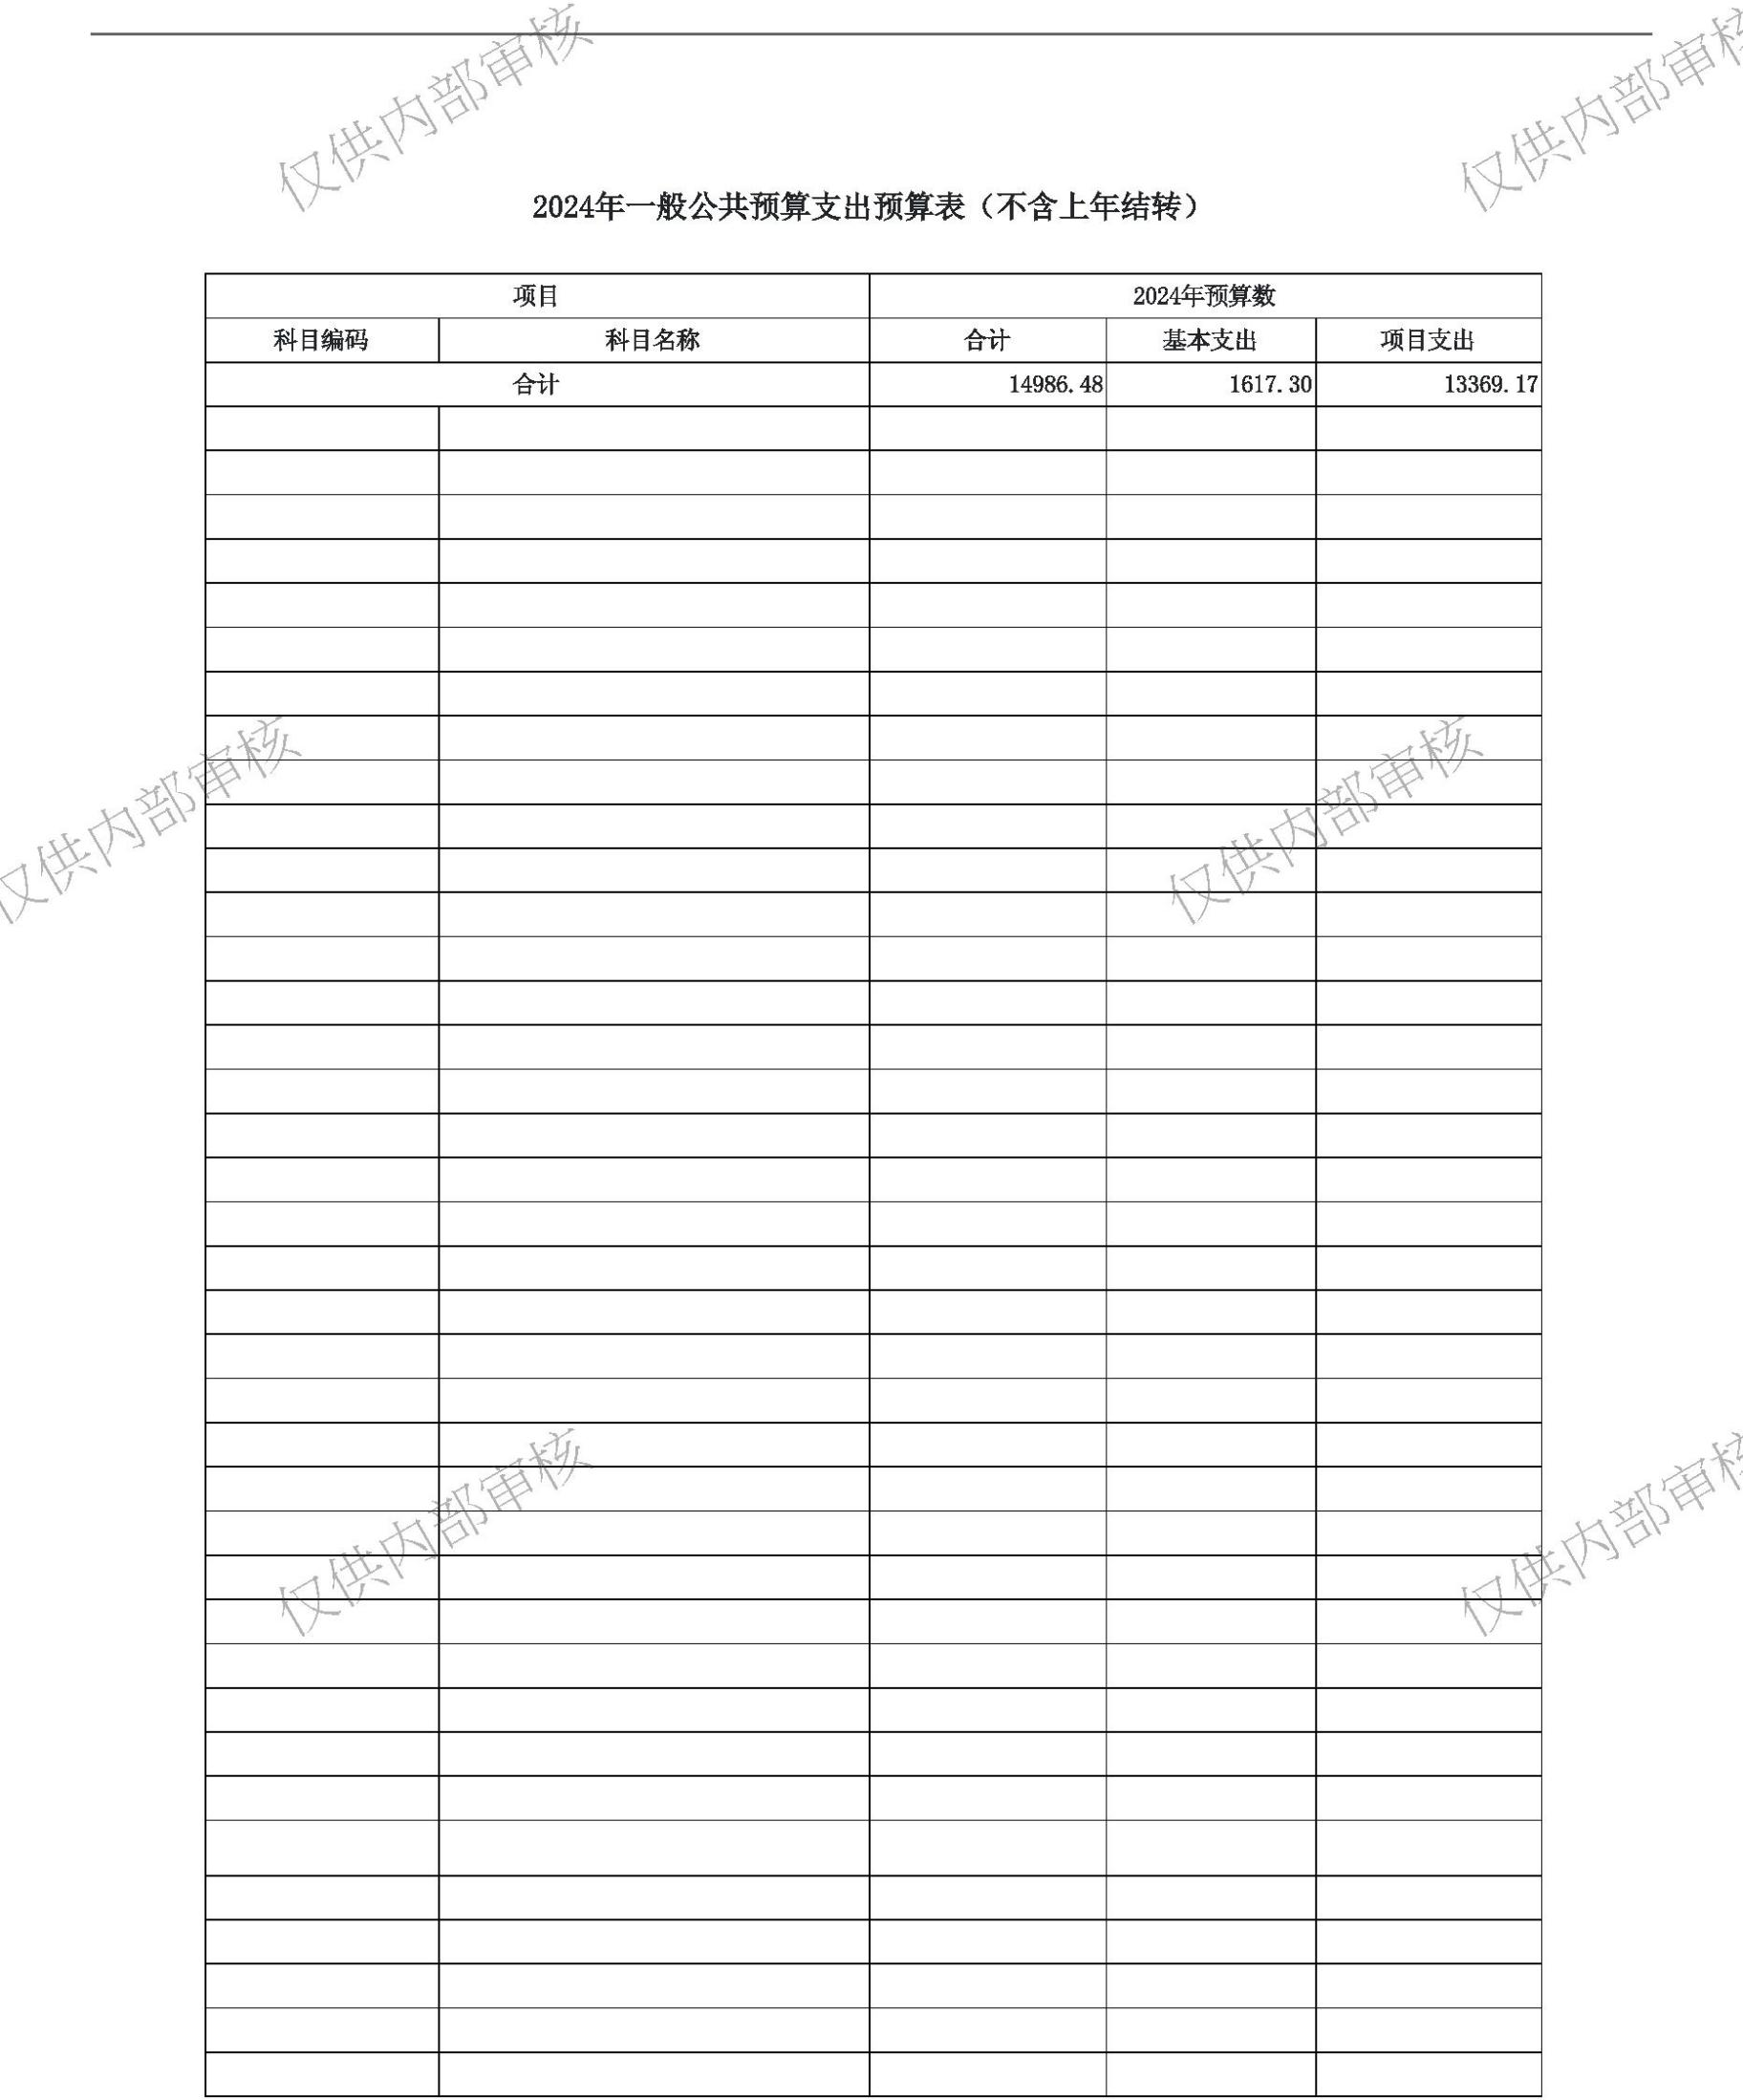 仅供内部审核
仅供内部审核
2024年一般公共预算支出预算表（不含上年结转）
项目 2024年预算数
科目编码 科目名称 合计 基本支出 项目支出
合计 14986.48 1617.30 13369.17
仅供内部审核
仅供内部审核
仅供内部审核
仅供内部审核